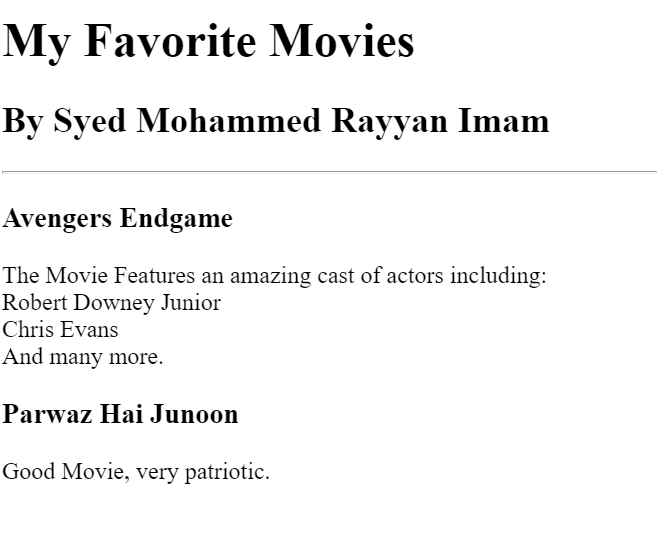 My Favorite Movies
By Syed Mohammed Rayyan Imam
Avengers Endgame
The Movie Features an amazing cast of actors including:
Robert Downey Junior
Chris Evans
And many more.
Parwaz Hai Junoon
Good Movie, very patriotic.